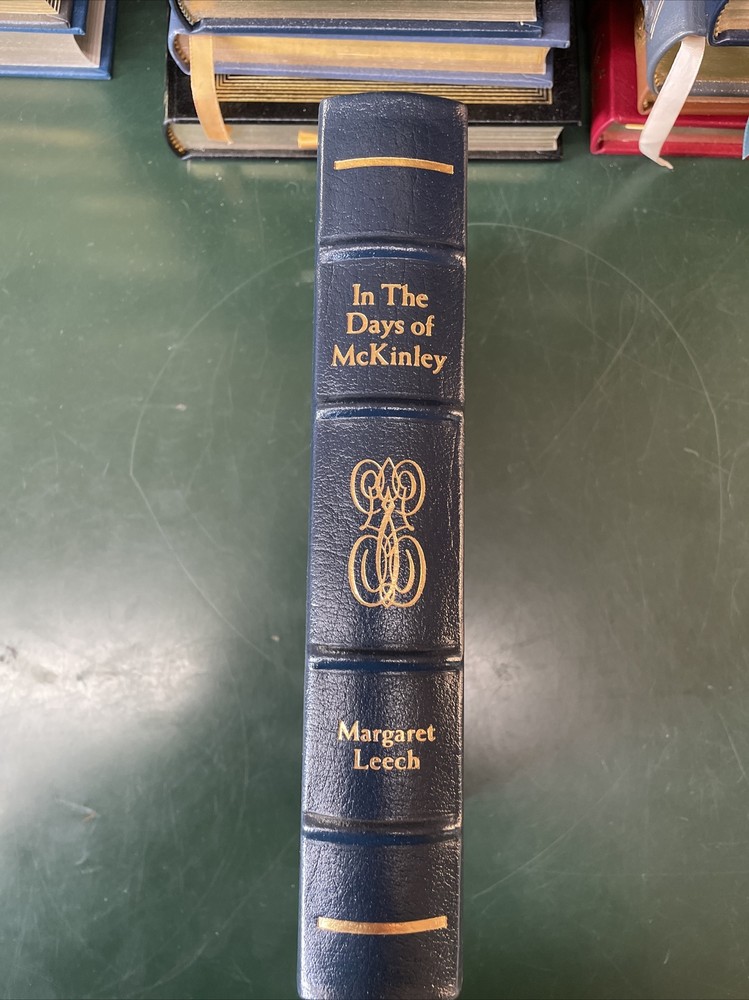 In The
Days of
McKinley
Margaret
Leech